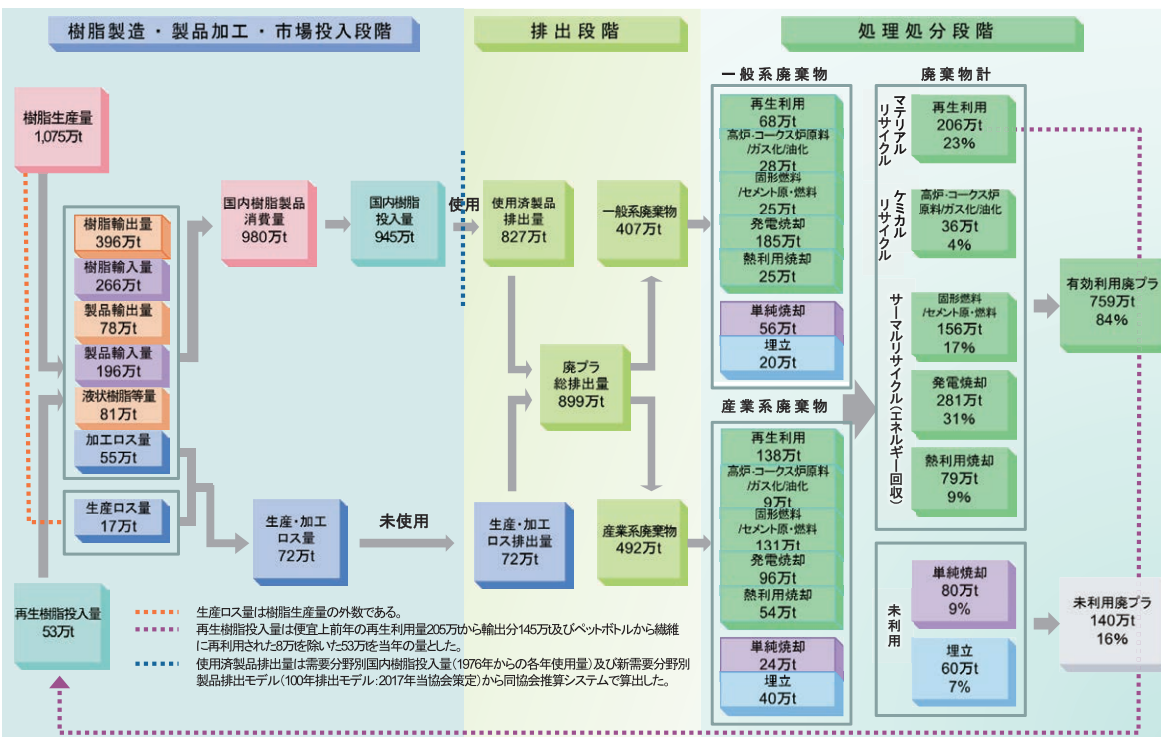 樹脂製造・製品加工・市場投入段階
樹脂生産量
1,075万t
樹脂輸出量
396万t
樹脂輸入量
266万t
製品輸出量
78万t
製品輸入量
196万t
液状樹脂等量
81万t
加工ロス量
55万t
生産ロス量
17万t
再生樹脂投入量
53万t
国内樹脂製品
消費量
980万t
国内樹脂
投入量
945万t
使用
生産・加工
ロス量
72万t
未使用
排出段階
使用済製品
排出量
827万t
一般系廃棄物
407万t
廃プラ
総排出量
899万t
生産・加工
ロス排出量
72万t
産業系廃棄物
492万t
処理処分段階
一般系廃棄物
再生利用
68万t
高炉・コークス炉原料
/ガス化/油化
28万t
固形燃料
/セメント原・燃料
25万t
発電焼却
185万t
熱利用焼却
25万t
単純焼却
56万t
埋立
20万t
産業系廃棄物
再生利用
138万t
高炉・コークス炉原料
/ガス化/油化
9万t
固形燃料
/セメント原・燃料
131万t
発電焼却
96万t
熱利用焼却
54万t
単純焼却
24万t
埋立
40万t
廃棄物計
マテリアル
リサイクル
再生利用
206万t
23%
ケミカル
リサイクル
高炉・コークス炉
原料/ガス化/油化
36万t
4%
サーマルリサイクル(エネルギー回収)
固形燃料
/セメント原・燃料
156万t
17%
発電焼却
281万t
31%
熱利用焼却
79万t
9%
未利用
単純焼却
80万t
9%
埋立
60万t
7%
有効利用廃プラ
759万t
84%
未利用廃プラ
140万t
16%
生産ロス量は樹脂生産量の外数である。
再生樹脂投入量は便宜上前年の再生利用量205万tから輸出分145万t及びペットボトルから繊維
に再利用された8万tを除いた53万tを当年の量とした。
使用済製品排出量は需要分野別国内樹脂投入量(1976年からの各年使用量)及び新需要分野別
製品排出モデル(100年排出モデル:2017年当協会策定)から同協会推算システムで算出した。